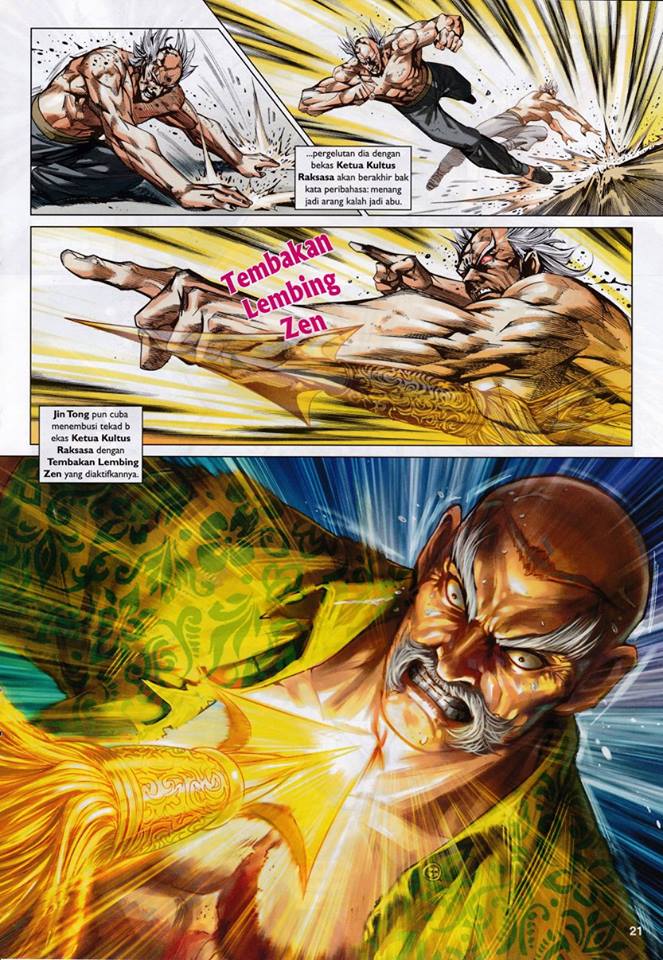 ...pergelutan dia dengan
bekas Ketua Kultus
Raksasa akan berakhir bak
kata peribahasa: menang
jadi arang kalah jadi abu.
Tembakan
Lembing
Zen
Jin Tong pun cuba
menembusi tekad b
ekas Ketua Kultus
Raksasa dengan
Tembakan Lembing
Zen yang diaktifkannya.
21